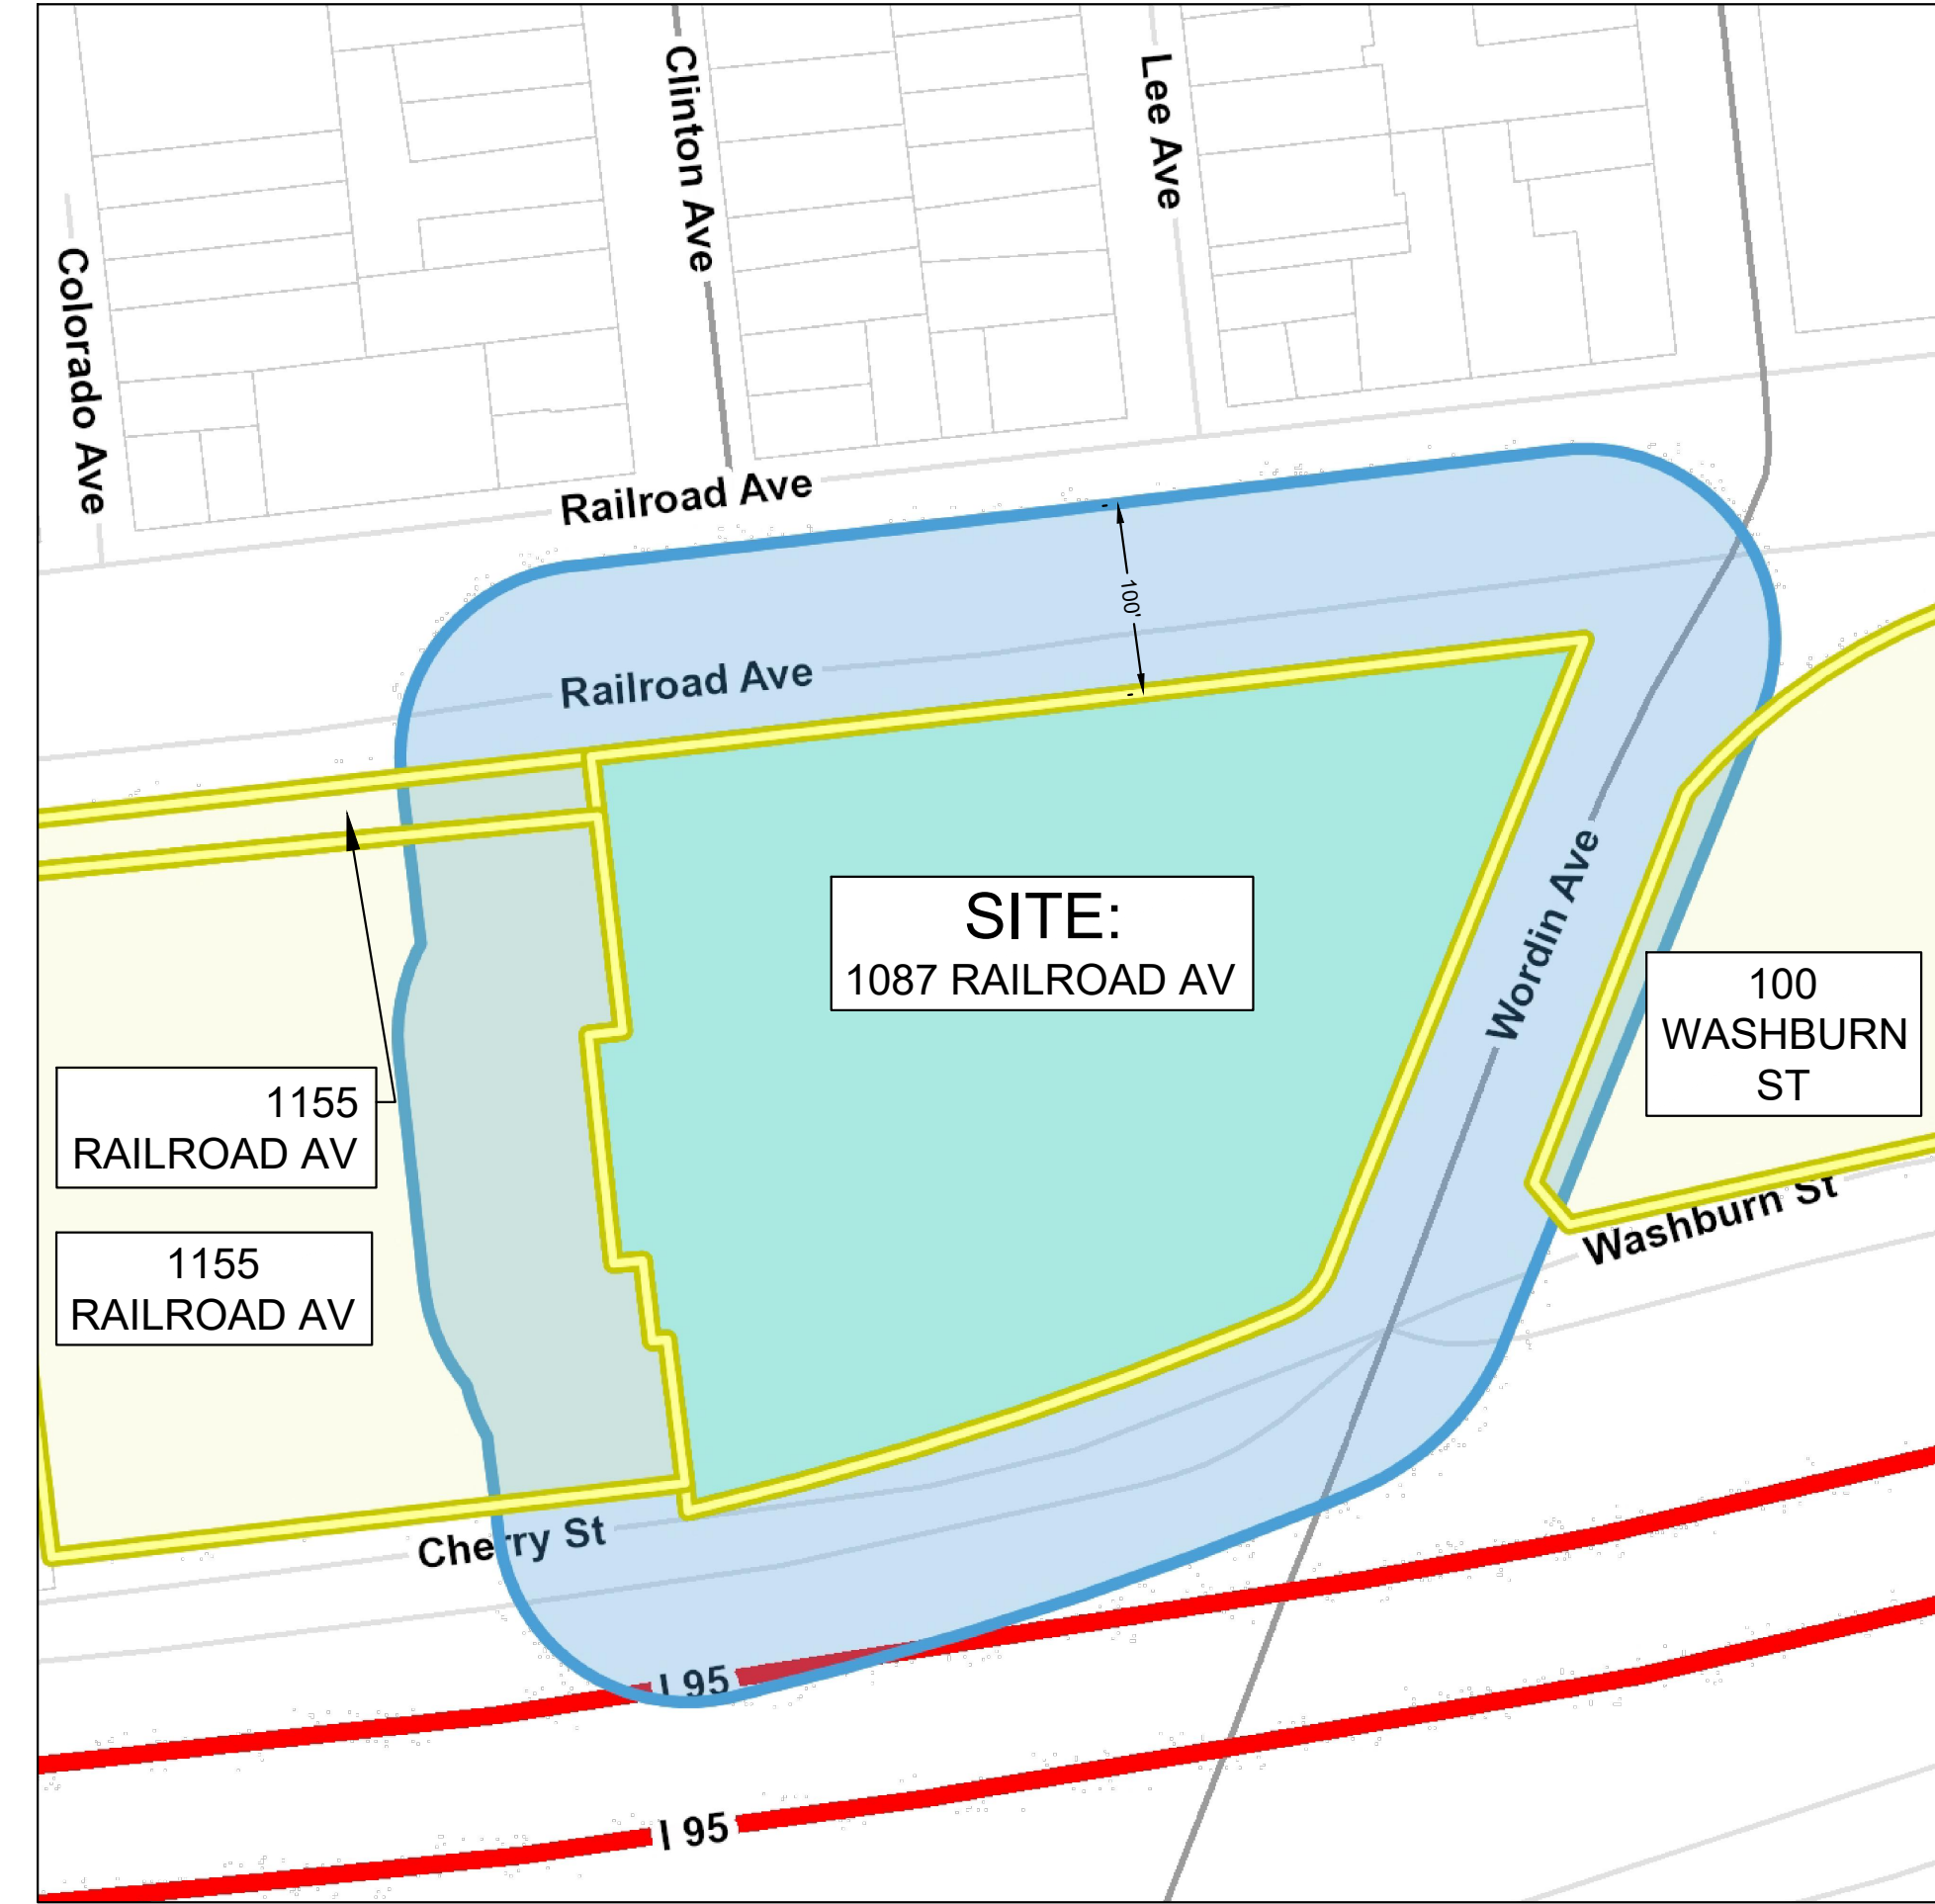 Clinton Ave
Lee Ave
Colorado Ave
Railroad Ave
100'
Railroad Ave
SITE:
1087 RAILROAD AV
Wordin Ave
100
WASHBURN
ST
1155
RAILROAD AV
Washburn St
1155
RAILROAD AV
Cherry St
I 95
I 95